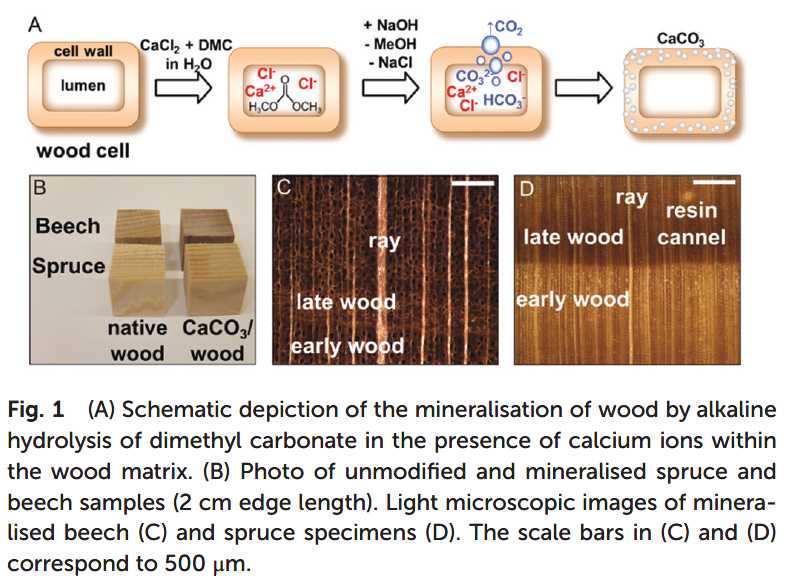 A
cell wall
lumen
wood cell
CaCl₂ + DMC
in H₂O
Cl⁻
O
Cl⁻
Ca²⁺
H₃CO OCH₃
+ NaOH
- MeOH
- NaCl
↑CO₂
CO₃²⁻ Cl⁻
Ca²⁺
Cl⁻ HCO₃⁻
CaCO₃
B
Beech
Spruce
native CaCO₃/
wood wood
C
ray
late wood
early wood
D
ray
resin
late wood cannel
early wood
Fig. 1 (A) Schematic depiction of the mineralisation of wood by alkaline
hydrolysis of dimethyl carbonate in the presence of calcium ions within
the wood matrix. (B) Photo of unmodified and mineralised spruce and
beech samples (2 cm edge length). Light microscopic images of minera-
lised beech (C) and spruce specimens (D). The scale bars in (C) and (D)
correspond to 500 μm.